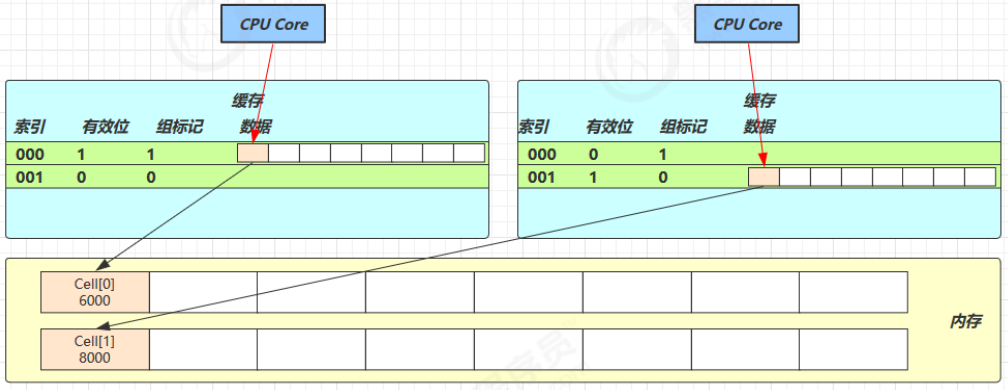 CPU Core
CPU Core
缓存
索引 有效位 组标记 数据
000 1 1
001 0 0
缓存
索引 有效位 组标记 数据
000 0 1
001 1 0
Cell[0]
6000
Cell[1]
8000
内存